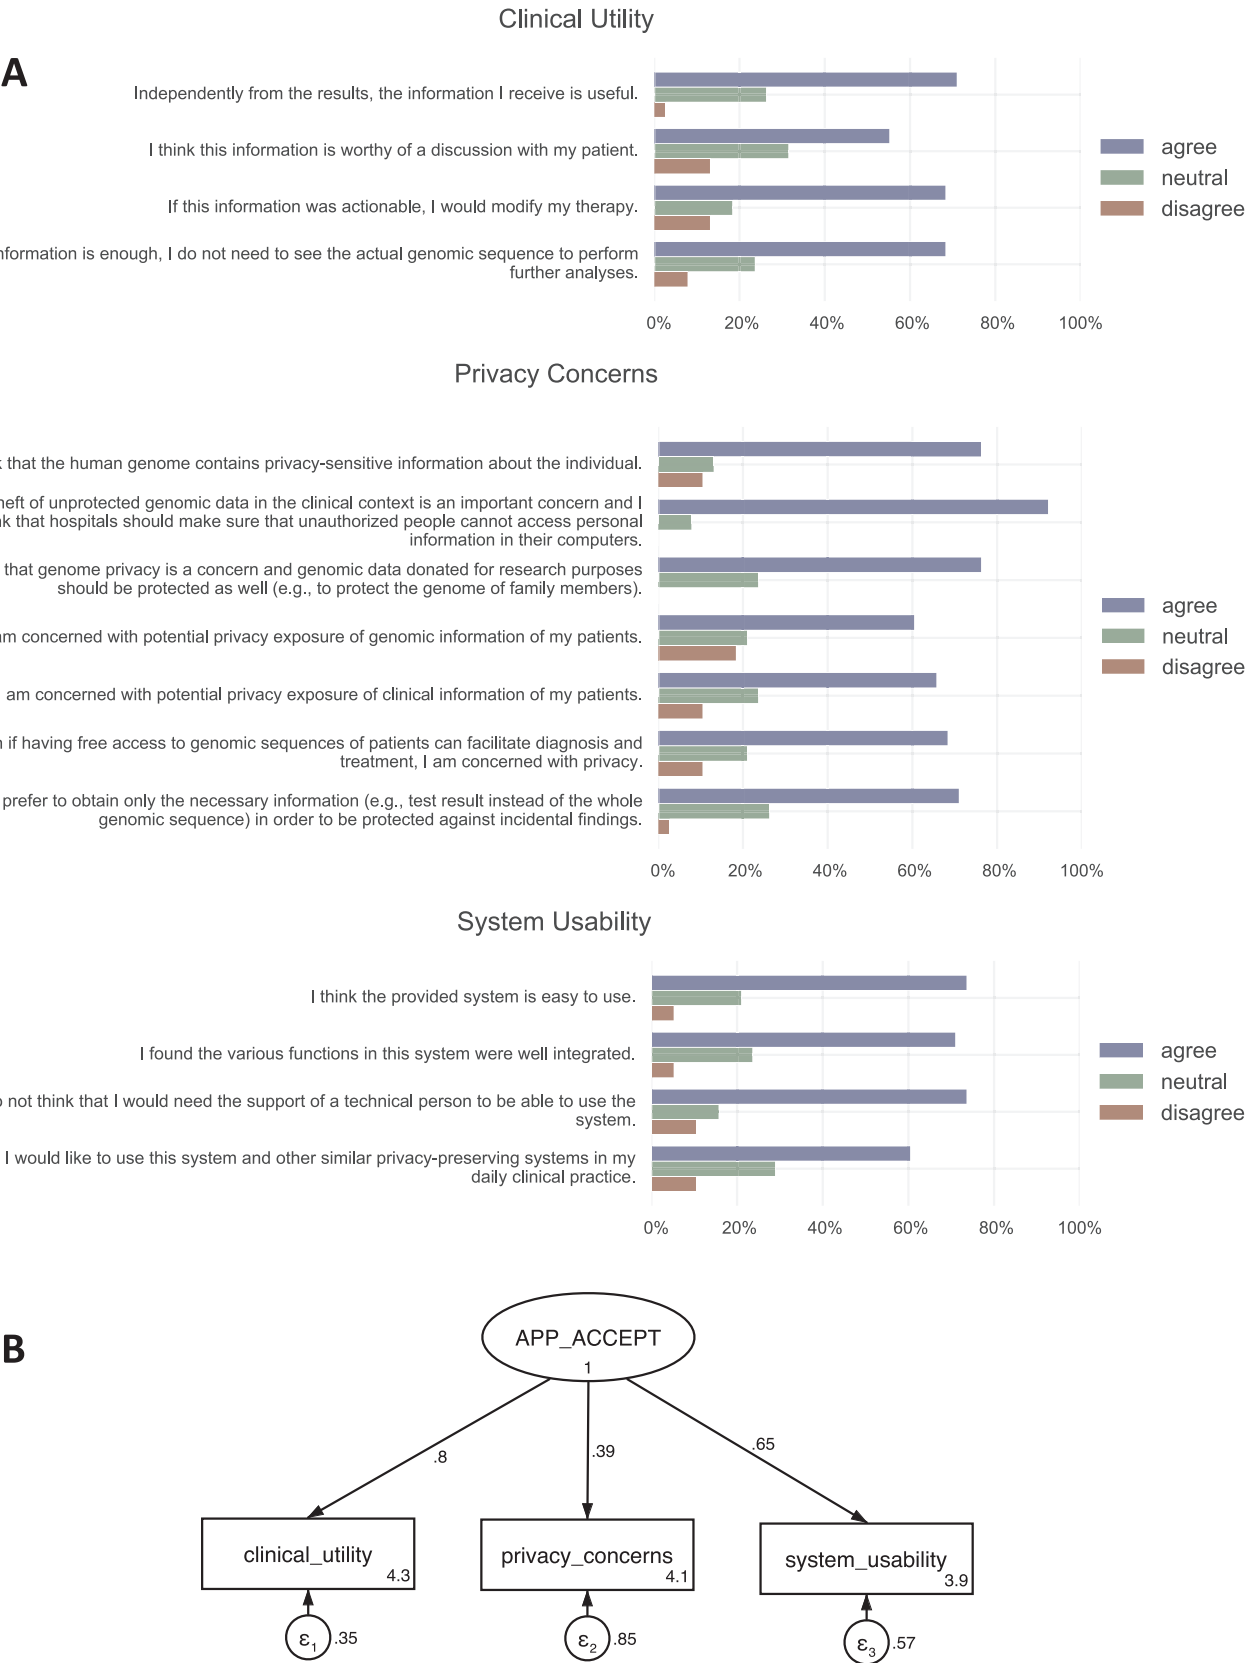 Clinical Utility
A
Independently from the results, the information I receive is useful.
I think this information is worthy of a discussion with my patient.
If this information was actionable, I would modify my therapy.
information is enough, I do not need to see the actual genomic sequence to perform
further analyses.
agree
neutral
disagree
0% 20% 40% 60% 80% 100%
Privacy Concerns
that the human genome contains privacy-sensitive information about the individual.
of unprotected genomic data in the clinical context is an important concern and I
that hospitals should make sure that unauthorized people cannot access personal
information in their computers.
that genome privacy is a concern and genomic data donated for research purposes
should be protected as well (e.g., to protect the genome of family members).
am concerned with potential privacy exposure of genomic information of my patients.
am concerned with potential privacy exposure of clinical information of my patients.
if having free access to genomic sequences of patients can facilitate diagnosis and
treatment, I am concerned with privacy.
prefer to obtain only the necessary information (e.g., test result instead of the whole
genomic sequence) in order to be protected against incidental findings.
agree
neutral
disagree
0% 20% 40% 60% 80% 100%
System Usability
I think the provided system is easy to use.
I found the various functions in this system were well integrated.
not think that I would need the support of a technical person to be able to use the
system.
I would like to use this system and other similar privacy-preserving systems in my
daily clinical practice.
agree
neutral
disagree
0% 20% 40% 60% 80% 100%
B
APP_ACCEPT
1
.8 .39 .65
clinical_utility 4.3
privacy_concerns 4.1
system_usability 3.9
ε1 .35
ε2 .85
ε3 .57